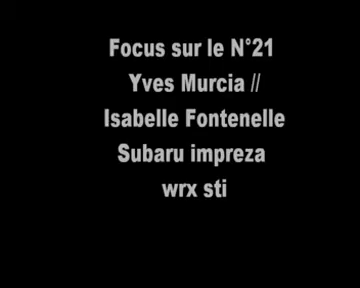 Focus sur le N°21
Yves Murcia //
Isabelle Fontenelle
Subaru impreza
wrx sti